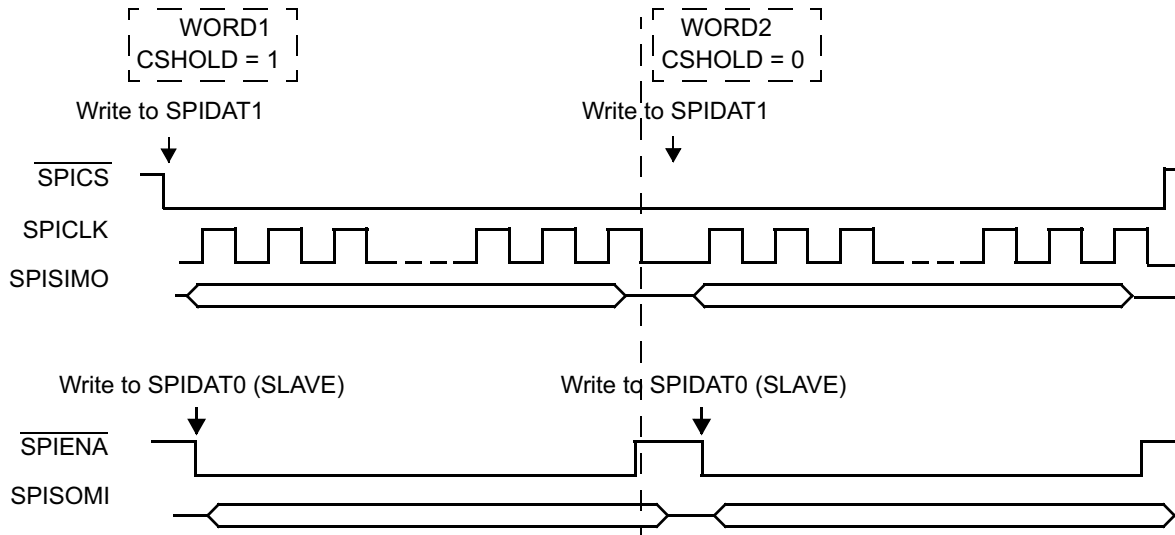 WORD1
CSHOLD = 1
WORD2
CSHOLD = 0
Write to SPIDAT1
Write to SPIDAT1
SPICS
SPICLK
SPISIMO
Write to SPIDAT0 (SLAVE)
Write to SPIDAT0 (SLAVE)
SPIENA
SPISOMI